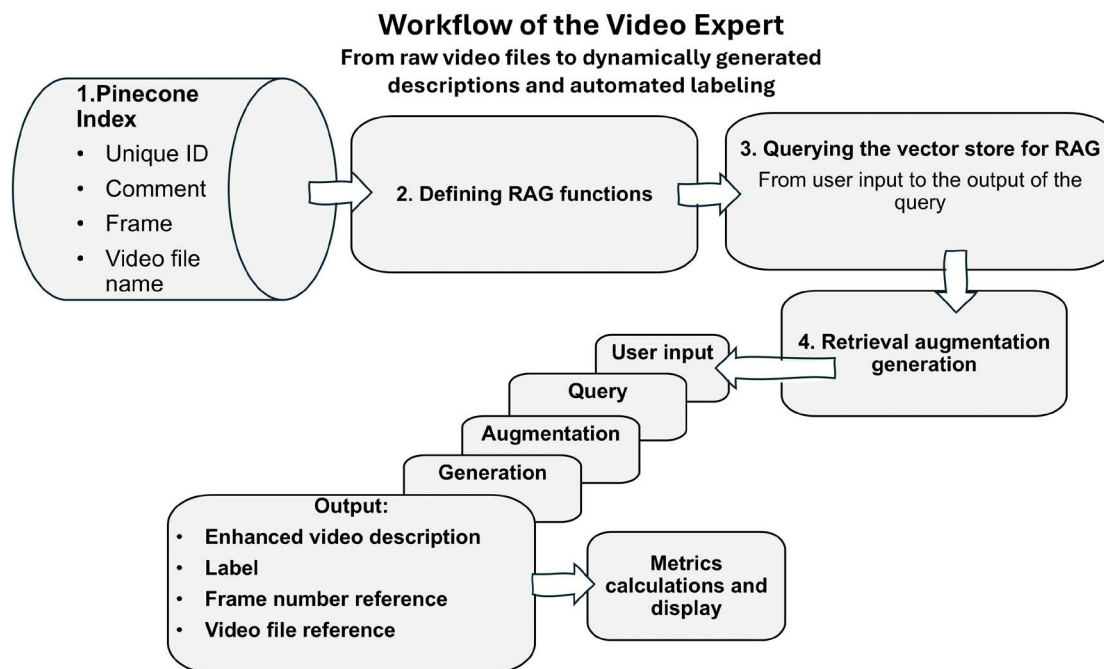 Workflow of the Video Expert
From raw video files to dynamically generated
descriptions and automated labeling
1.Pinecone
Index
• Unique ID
• Comment
• Frame
• Video file
name
2. Defining RAG functions
3. Querying the vector store for RAG
From user input to the output of the
query
4. Retrieval augmentation
generation
User input
Query
Augmentation
Generation
Output:
• Enhanced video description
• Label
• Frame number reference
• Video file reference
Metrics
calculations and
display